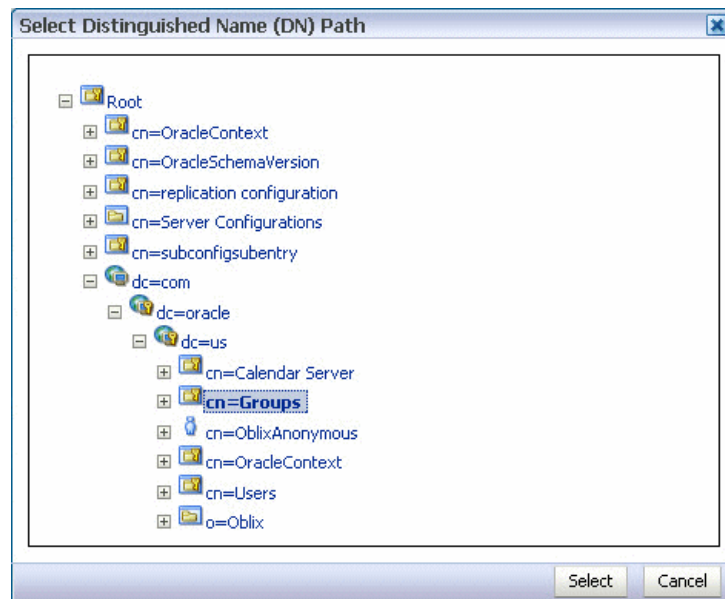 Select Distinguished Name (DN) Path
Root
cn=OracleContext
cn=OracleSchemaVersion
cn=replication configuration
cn=Server Configurations
cn=subconfigsubentry
dc=com
dc=oracle
dc=us
cn=Calendar Server
cn=Groups
cn=OblixAnonymous
cn=OracleContext
cn=Users
o=Oblix
Select Cancel